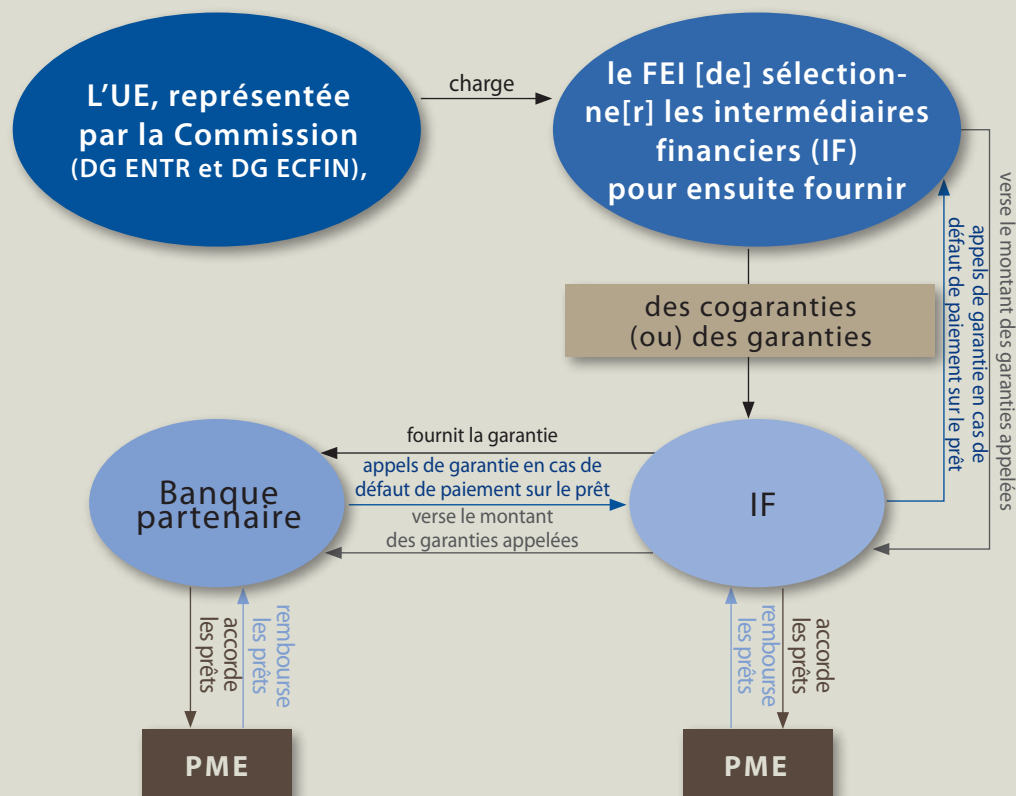 L’UE, représentée
par la Commission
(DG ENTR et DG ECFIN),
charge
le FEI [de] sélection-
ne[r] les intermédiaires
financiers (IF)
pour ensuite fournir
verse le montant des garanties appelées
appels de garantie en cas de
défaut de paiement sur le prêt
des cogaranties
(ou) des garanties
fournit la garantie
appels de garantie en cas de
défaut de paiement sur le prêt
verse le montant
des garanties appelées
Banque
partenaire
IF
accorde
les prêts
rembourse
les prêts
rembourse
les prêts
accorde
les prêts
PME
PME